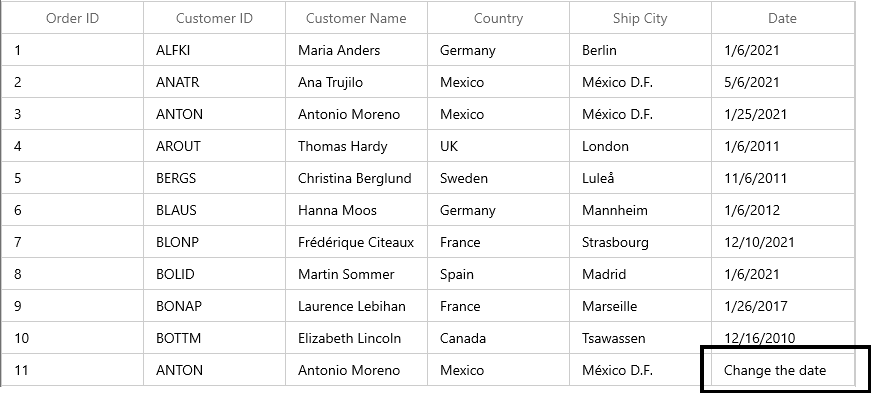 Order ID Customer ID Customer Name Country Ship City Date
1 ALFKI Maria Anders Germany Berlin 1/6/2021
2 ANATR Ana Trujilo Mexico México D.F. 5/6/2021
3 ANTON Antonio Moreno Mexico México D.F. 1/25/2021
4 AROUT Thomas Hardy UK London 1/6/2011
5 BERGS Christina Berglund Sweden Luleå 11/6/2011
6 BLAUS Hanna Moos Germany Mannheim 1/6/2012
7 BLONP Frédérique Citeaux France Strasbourg 12/10/2021
8 BOLID Martin Sommer Spain Madrid 1/6/2021
9 BONAP Laurence Lebihan France Marseille 1/26/2017
10 BOTTM Elizabeth Lincoln Canada Tsawassen 12/16/2010
11 ANTON Antonio Moreno Mexico México D.F. Change the date